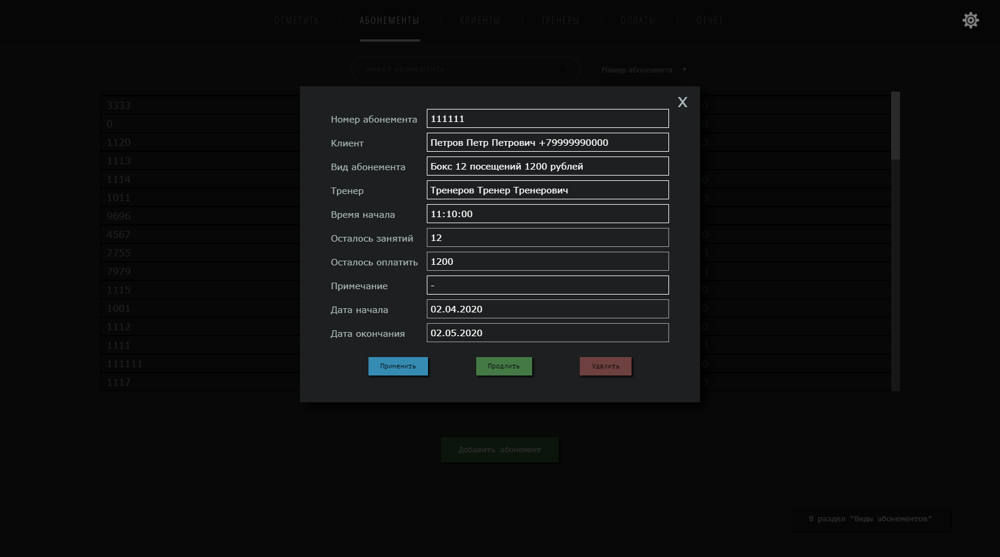 ОТМЕТИТЬ АБОНЕМЕНТЫ КЛИЕНТЫ ТРЕНЕРЫ ОПЛАТЫ ОТЧЕТ
НОМЕР АБОНЕМЕНТА Номер абонемента
X
3333
0
1120
1113
1114
1011
9696
4567
7755
7979
1115
1001
1112
1111
111111
1117
Номер абонемента 111111
Клиент Петров Петр Петрович +79999990000
Вид абонемента Бокс 12 посещений 1200 рублей
Тренер Тренеров Тренер Тренерович
Время начала 11:10:00
Осталось занятий 12
Осталось оплатить 1200
Примечание -
Дата начала 02.04.2020
Дата окончания 02.05.2020
Применить Продлить Удалить
Добавить абонемент
В раздел "Виды абонементов"